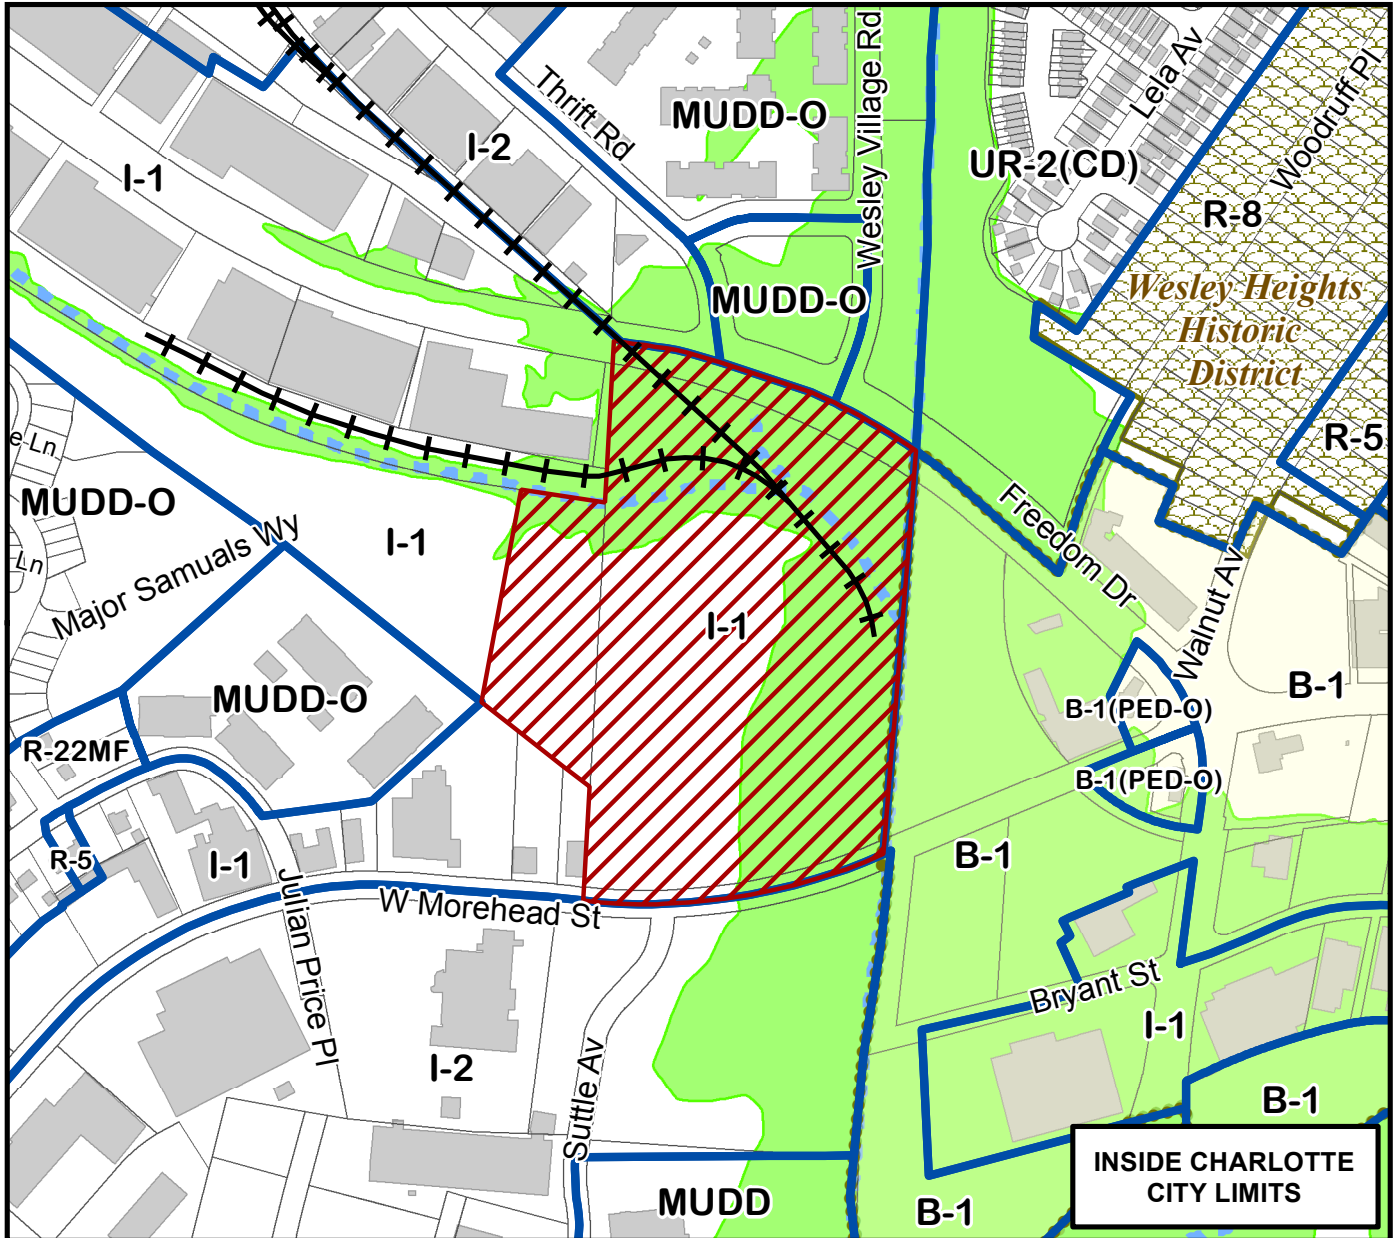 Thrift Rd
MUDD-O
Wesley Village Rd
Lela Av
Woodruff Pl
I-2
I-1
UR-2(CD)
R-8
Wesley Heights
Historic
District
MUDD-O
R-5
e Ln
MUDD-O
I-1
Major Samuals Wy
Ln
Freedom Dr
Walnut Av
I-1
MUDD-O
B-1
B-1(PED-O)
R-22MF
B-1(PED-O)
R-5
I-1
B-1
Julian Price Pl
W Morehead St
Bryant St
I-1
I-2
Suttle Av
B-1
INSIDE CHARLOTTE
CITY LIMITS
MUDD
B-1